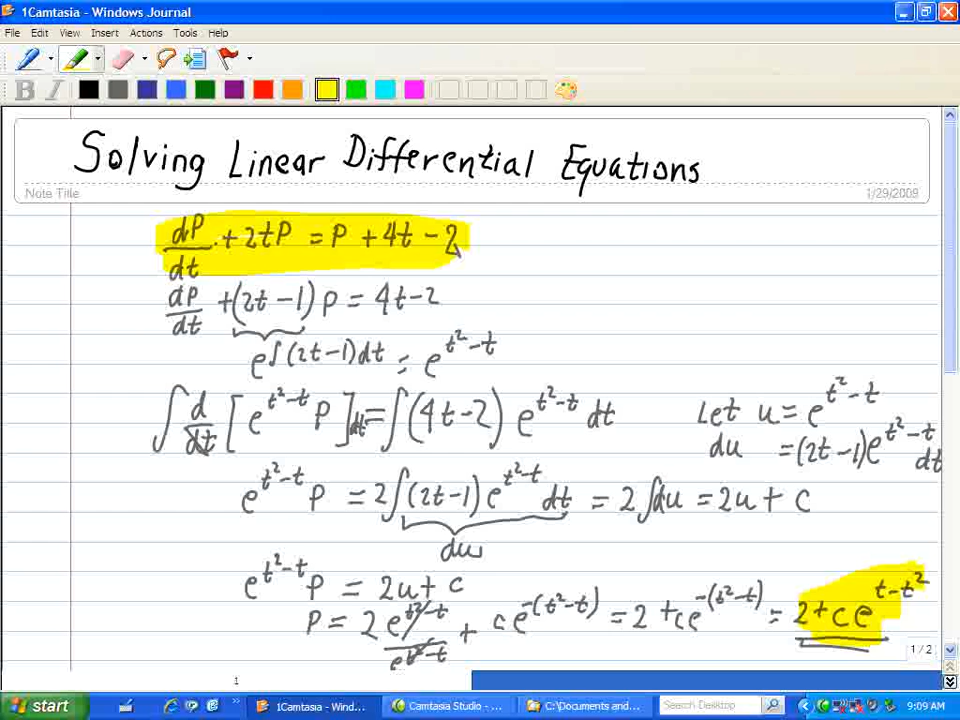 1Camtasia - Windows Journal
File Edit View Insert Actions Tools Help
B I
Solving Linear Differential Equations
Note Title 1/29/2009
dP/dt + 2tP = P + 4t - 2
dP/dt + (2t - 1) P = 4t - 2
e^∫(2t-1)dt = e^(t²-t)
∫ d/dt [e^(t²-t) P] dt = ∫(4t - 2) e^(t²-t) dt Let u = e^(t²-t)
du = (2t-1)e^(t²-t) dt
e^(t²-t) P = 2∫(2t-1) e^(t²-t) dt = 2∫du = 2u + c
du
e^(t²-t) P = 2u + c
P = 2 e^(t²-t)/e^(t²-t) + ce^-(t²-t) = 2 + ce^-(t²-t) = 2 + ce^(t-t²)
1 / 2
1
start 1Camtasia - Wind... Camtasia Studio - ... C:\Documents and... Search Desktop 9:09 AM